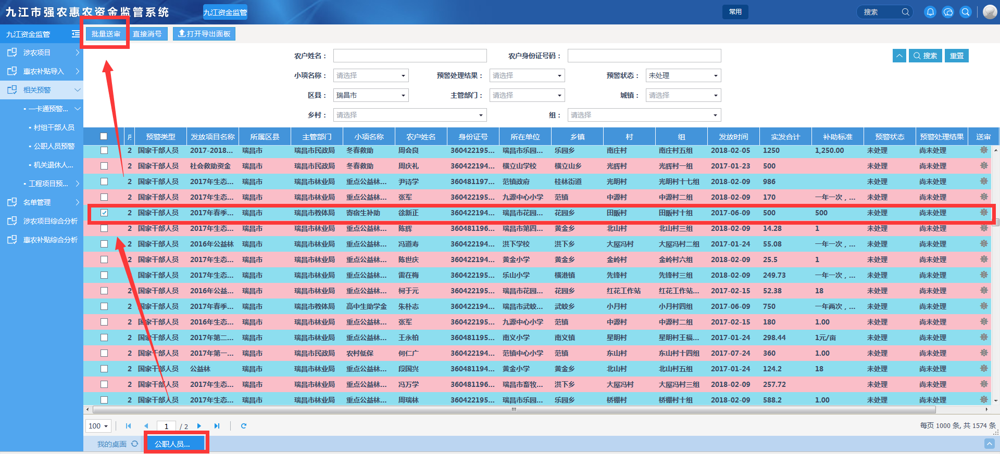 九江市强农惠农资金监管系统 九江资金监管 常用 搜索
九江资金监管 批量送审 直接消号 打开导出面板
涉农项目
惠农补贴导入
相关预警
一卡通预警...
村组干部人员
公职人员预警
机关退休人...
工程项目预...
名单管理
涉农项目综合分析
惠农补贴综合分析
农户姓名： 农户身份证号码： 搜索 重置
小项名称： 请选择 预警处理结果： 请选择 预警状态： 未处理
区县： 瑞昌市 主管部门： 请选择 城镇： 请选择
乡村： 请选择 组： 请选择
预警类型 发放项目名称 所属区县 主管部门 小项名称 农户姓名 身份证号 所在单位 乡镇 村 组 发放时间 实发合计 补助标准 预警状态 预警处理结果 送审
2 国家干部人员 2017-2018... 瑞昌市 瑞昌市民政局 冬春救助 周会良 360422195... 瑞昌市乐园... 乐园乡 南庄村 南庄村五组 2018-02-05 1250 1,250.00 未处理 尚未处理
2 国家干部人员 社会救助资金 瑞昌市 瑞昌市民政局 冬春救助 周庆礼 360422194... 横立山学校 横立山乡 光辉村 光辉村一组 2017-01-23 500 未处理 尚未处理
2 国家干部人员 2017年生态... 瑞昌市 瑞昌市林业局 重点公益林... 尹诗学 360481197... 范镇政府 桂林街道 光明村 光明村十七组 2018-02-09 986 未处理 尚未处理
2 国家干部人员 2017年生态... 瑞昌市 瑞昌市林业局 重点公益林... 张军 360422195... 九源中心小学 范镇 中源村 中源村二组 2018-02-09 170 一年一次，... 未处理 尚未处理
2 国家干部人员 2017年春季... 瑞昌市 瑞昌市教体局 寄宿生补助 徐新正 360422194... 瑞昌市花园... 花园乡 田畈村 田畈村十组 2017-06-09 500 500 未处理 尚未处理
2 国家干部人员 2017年生态... 瑞昌市 瑞昌市林业局 重点公益林... 陈辉 360481196... 瑞昌市第四... 黄金乡 北山村 北山村三组 2018-02-09 14.28 1 未处理 尚未处理
2 国家干部人员 2016年公益林 瑞昌市 瑞昌市林业局 重点公益林... 冯道寿 360422194... 洪下学校 洪下乡 大屋冯村 大屋冯村二组 2017-01-24 55.08 一年一次，... 未处理 尚未处理
2 国家干部人员 2017年生态... 瑞昌市 瑞昌市林业局 重点公益林... 陈世庆 360422194... 黄金小学 黄金乡 金岭村 金岭村六组 2018-02-09 25.5 1 未处理 尚未处理
2 国家干部人员 2017年生态... 瑞昌市 瑞昌市林业局 重点公益林... 雷在梅 360422195... 乐山小学 横港镇 先锋村 先锋村三组 2018-02-09 249.73 一年一次，... 未处理 尚未处理
2 国家干部人员 2016年公益... 瑞昌市 瑞昌市林业局 重点公益林... 柯于元 360422195... 瑞昌市花园... 花园乡 红花工作站 红花工作站... 2017-02-15 52.38 18 未处理 尚未处理
2 国家干部人员 2017年春季... 瑞昌市 瑞昌市教体局 高中生助学金 朱朴志 360422194... 瑞昌市武蛟... 武蛟乡 小月村 小月村四组 2017-06-09 750 一年两次，... 未处理 尚未处理
2 国家干部人员 2016年生态... 瑞昌市 瑞昌市林业局 重点公益林... 张军 360422195... 九源中心小学 范镇 中源村 中源村二组 2017-02-15 180 1.00 未处理 尚未处理
2 国家干部人员 2017年第二... 瑞昌市 瑞昌市林业局 重点公益林... 王永柏 360481195... 南义小学 南义镇 星明村 星明村王福... 2017-01-24 298.44 1元/亩 未处理 尚未处理
2 国家干部人员 2017年第一... 瑞昌市 瑞昌市民政局 农村低保 何仁广 360422194... 范镇中心小学 范镇 东山村 东山村十四组 2017-07-24 360 1.00 未处理 尚未处理
2 国家干部人员 公益林 瑞昌市 瑞昌市林业局 重点公益林... 段国兴 360481194... 黄金小学 黄金乡 北山村 北山村五组 2017-01-24 124.2 18 未处理 尚未处理
2 国家干部人员 2017年生态... 瑞昌市 瑞昌市林业局 重点公益林... 冯万学 360481196... 瑞昌市畜牧... 洪下乡 大屋冯村 大屋冯村三组 2018-02-09 257.72 未处理 尚未处理
2 国家干部人员 2017年生态... 瑞昌市 瑞昌市林业局 重点公益林... 周瑞林 360422195... 瑞昌市乐园... 乐园乡 桥棚村 桥棚村十组 2018-02-09 588.2 1.00 未处理 尚未处理
100 1 / 2 每页 1000 条, 共 1574 条
我的桌面 公职人员...